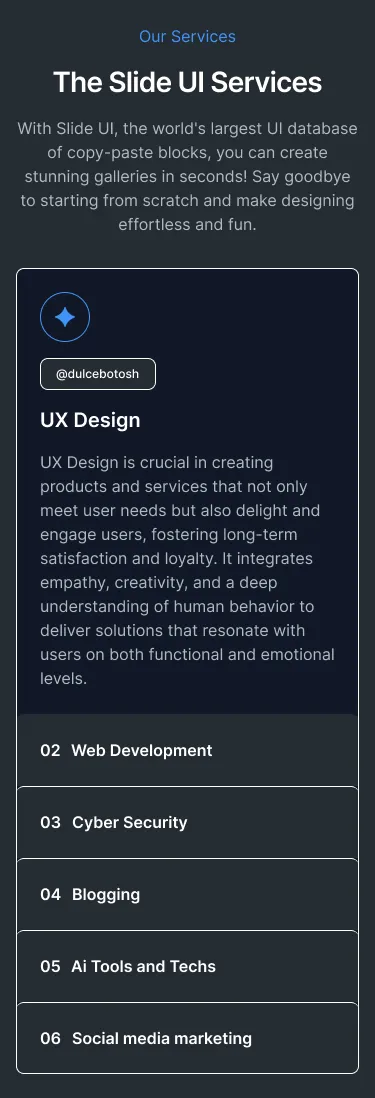 Our Services
The Slide UI Services
With Slide UI, the world's largest UI database
of copy-paste blocks, you can create
stunning galleries in seconds! Say goodbye
to starting from scratch and make designing
effortless and fun.
@dulcebotosh
UX Design
UX Design is crucial in creating
products and services that not only
meet user needs but also delight and
engage users, fostering long-term
satisfaction and loyalty. It integrates
empathy, creativity, and a deep
understanding of human behavior to
deliver solutions that resonate with
users on both functional and emotional
levels.
02 Web Development
03 Cyber Security
04 Blogging
05 Ai Tools and Techs
06 Social media marketing